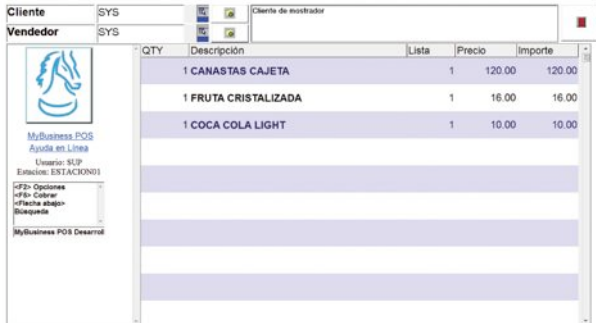 Cliente SYS Cliente de mostrador
Vendedor SYS
QTY Descripción Lista Precio Importe
1 CANASTAS CAJETA 1 120.00 120.00
1 FRUTA CRISTALIZADA 1 16.00 16.00
1 COCA COLA LIGHT 1 10.00 10.00
MyBusiness POS
Ayuda en Linea
Usuario: SUP
Estacion: ESTACION01
<F2> Opciones
<F6> Cobrar
<Flecha abajo>
Búsqueda
MyBusiness POS Desarrol